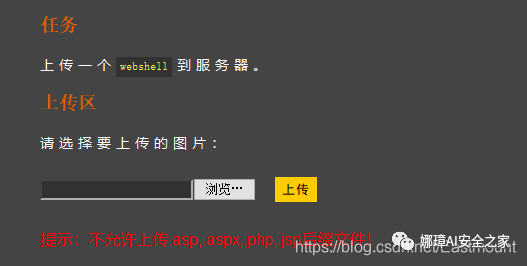 任务
上传一个 webshell 到服务器。
上传区
请选择要上传的图片：
浏览… 上传
提示：不允许上传.asp,.aspx,.php,.jsp后缀文件！
https://blog.csdn.net/Eastmount
娜璋AI安全之家